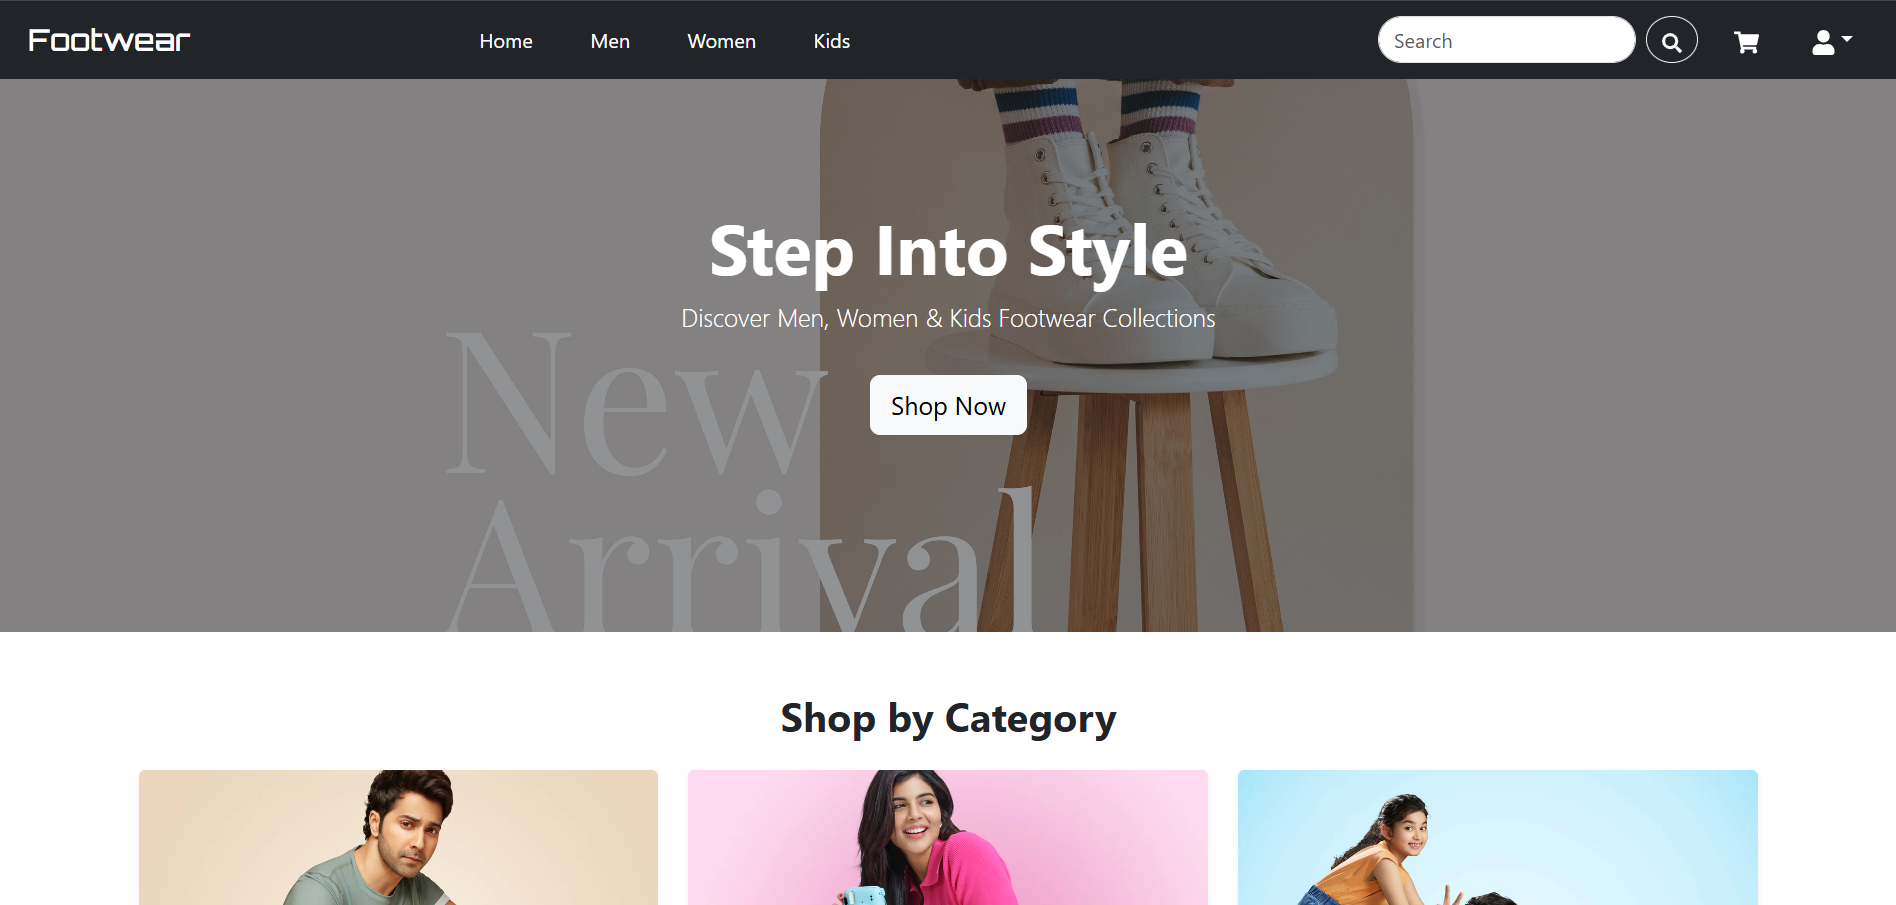 Footwear
Home Men Women Kids
Search
Step Into Style
Discover Men, Women & Kids Footwear Collections
Shop Now
New
Arrival
Shop by Category